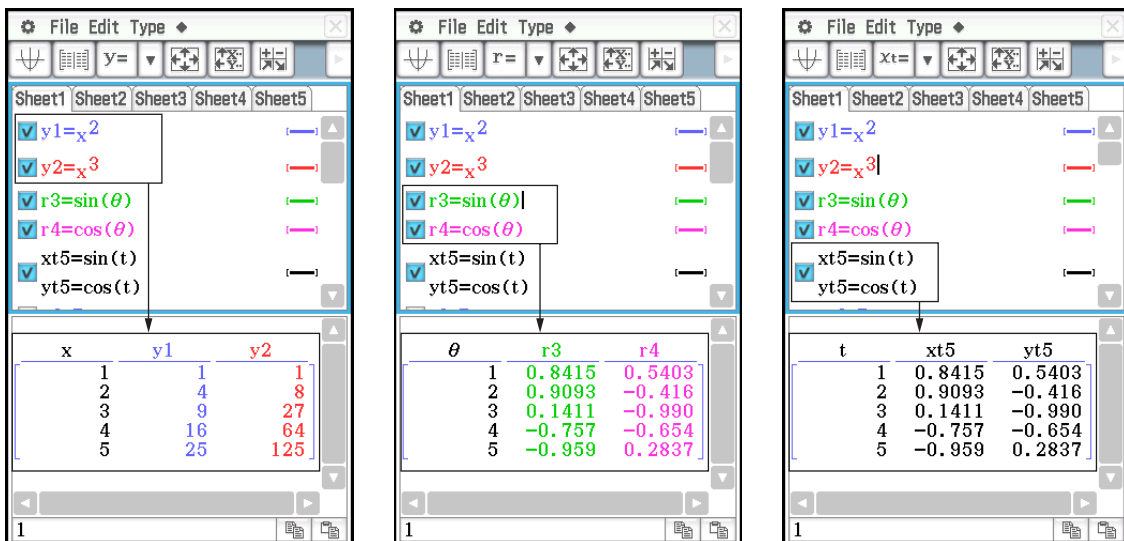 File Edit Type ◆
y=
Sheet1 Sheet2 Sheet3 Sheet4 Sheet5
y1=x^2
y2=x^3
r3=sin(θ)
r4=cos(θ)
xt5=sin(t)
yt5=cos(t)
x y1 y2
1 1 1
2 4 8
3 9 27
4 16 64
5 25 125
1
File Edit Type ◆
r=
Sheet1 Sheet2 Sheet3 Sheet4 Sheet5
y1=x^2
y2=x^3
r3=sin(θ)
r4=cos(θ)
xt5=sin(t)
yt5=cos(t)
θ r3 r4
1 0.8415 0.5403
2 0.9093 -0.416
3 0.1411 -0.990
4 -0.757 -0.654
5 -0.959 0.2837
1
File Edit Type ◆
xt=
Sheet1 Sheet2 Sheet3 Sheet4 Sheet5
y1=x^2
y2=x^3
r3=sin(θ)
r4=cos(θ)
xt5=sin(t)
yt5=cos(t)
t xt5 yt5
1 0.8415 0.5403
2 0.9093 -0.416
3 0.1411 -0.990
4 -0.757 -0.654
5 -0.959 0.2837
1